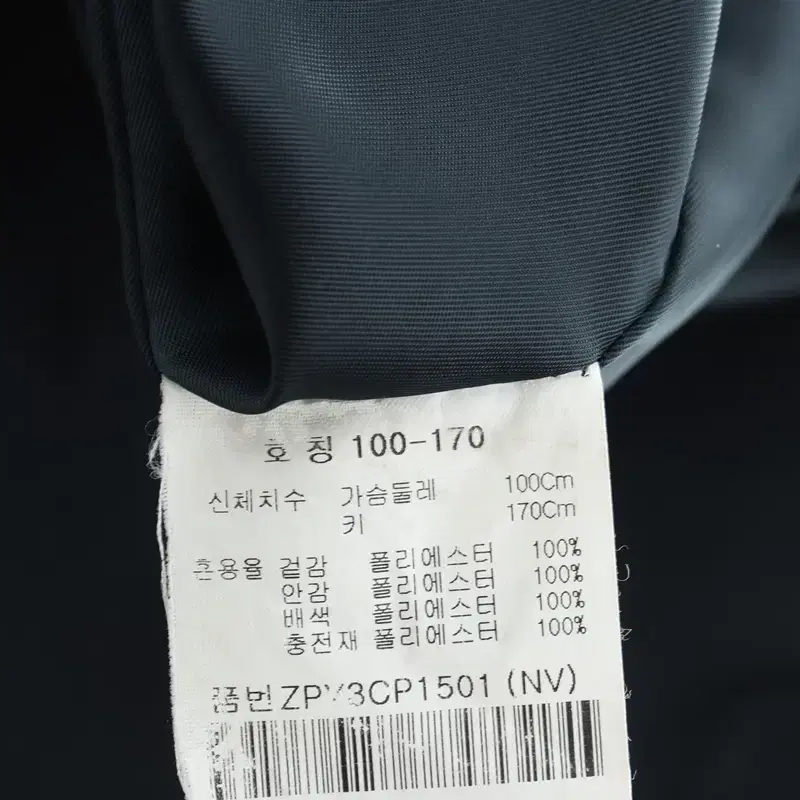 호 칭 100-170
신체치수 가슴둘레 100Cm
키 170Cm
혼용율 겉감 폴리에스터 100%
안감 폴리에스터 100%
배색 폴리에스터 100%
충전재 폴리에스터 100%
품번 ZPY3CP1501 (NV)